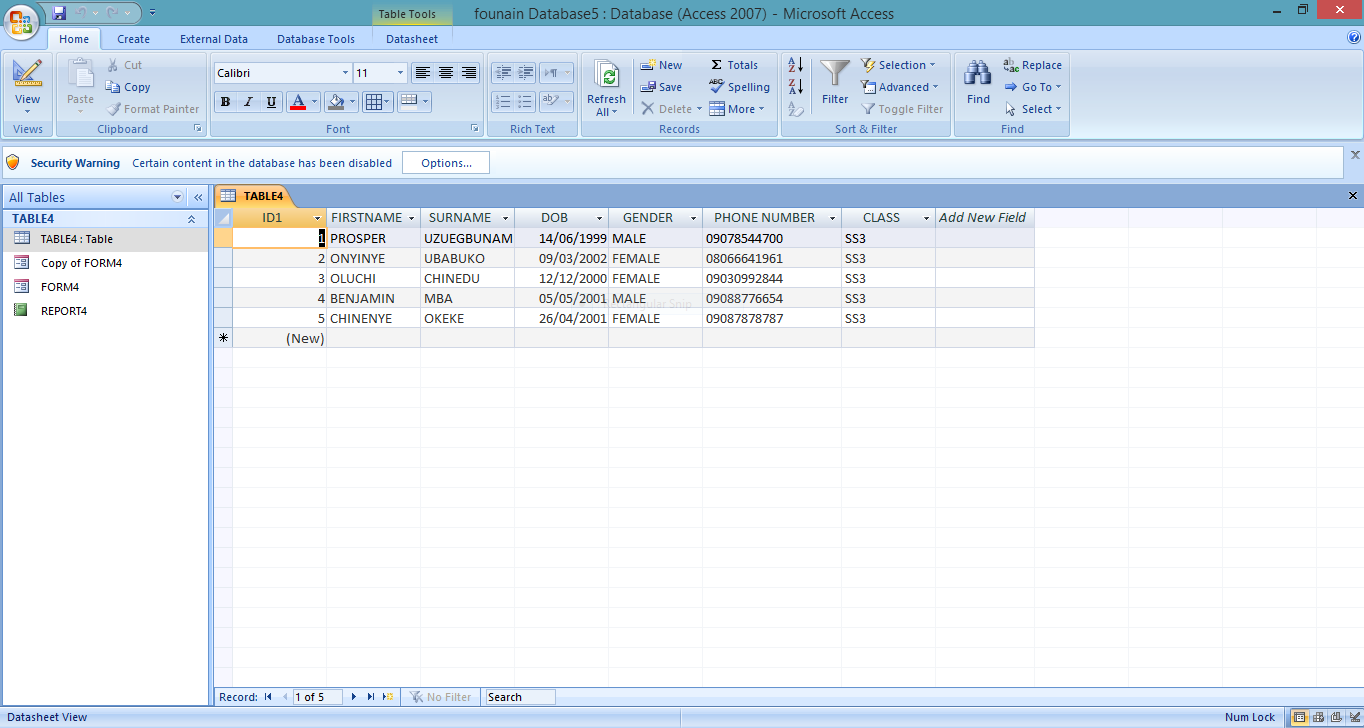 Table Tools founain Database5 : Database (Access 2007) - Microsoft Access
Home Create External Data Database Tools Datasheet
View
Views
Paste
Cut
Copy
Format Painter
Clipboard
Calibri 11
B I U A
Font
Rich Text
Refresh
All
New
Save
Delete
Totals
Spelling
More
Records
Filter
Selection
Advanced
Toggle Filter
Sort & Filter
Find
Replace
Go To
Select
Find
Security Warning Certain content in the database has been disabled Options...
All Tables
TABLE4
TABLE4 : Table
Copy of FORM4
FORM4
REPORT4
TABLE4
ID1 FIRSTNAME SURNAME DOB GENDER PHONE NUMBER CLASS Add New Field
1 PROSPER UZUEGBUNAM 14/06/1999 MALE 09078544700 SS3
2 ONYINYE UBABUKO 09/03/2002 FEMALE 08066641961 SS3
3 OLUCHI CHINEDU 12/12/2000 FEMALE 09030992844 SS3
4 BENJAMIN MBA 05/05/2001 MALE 09088776654 SS3
5 CHINENYE OKEKE 26/04/2001 FEMALE 09087878787 SS3
(New)
Record: 1 of 5 No Filter Search
Datasheet View Num Lock